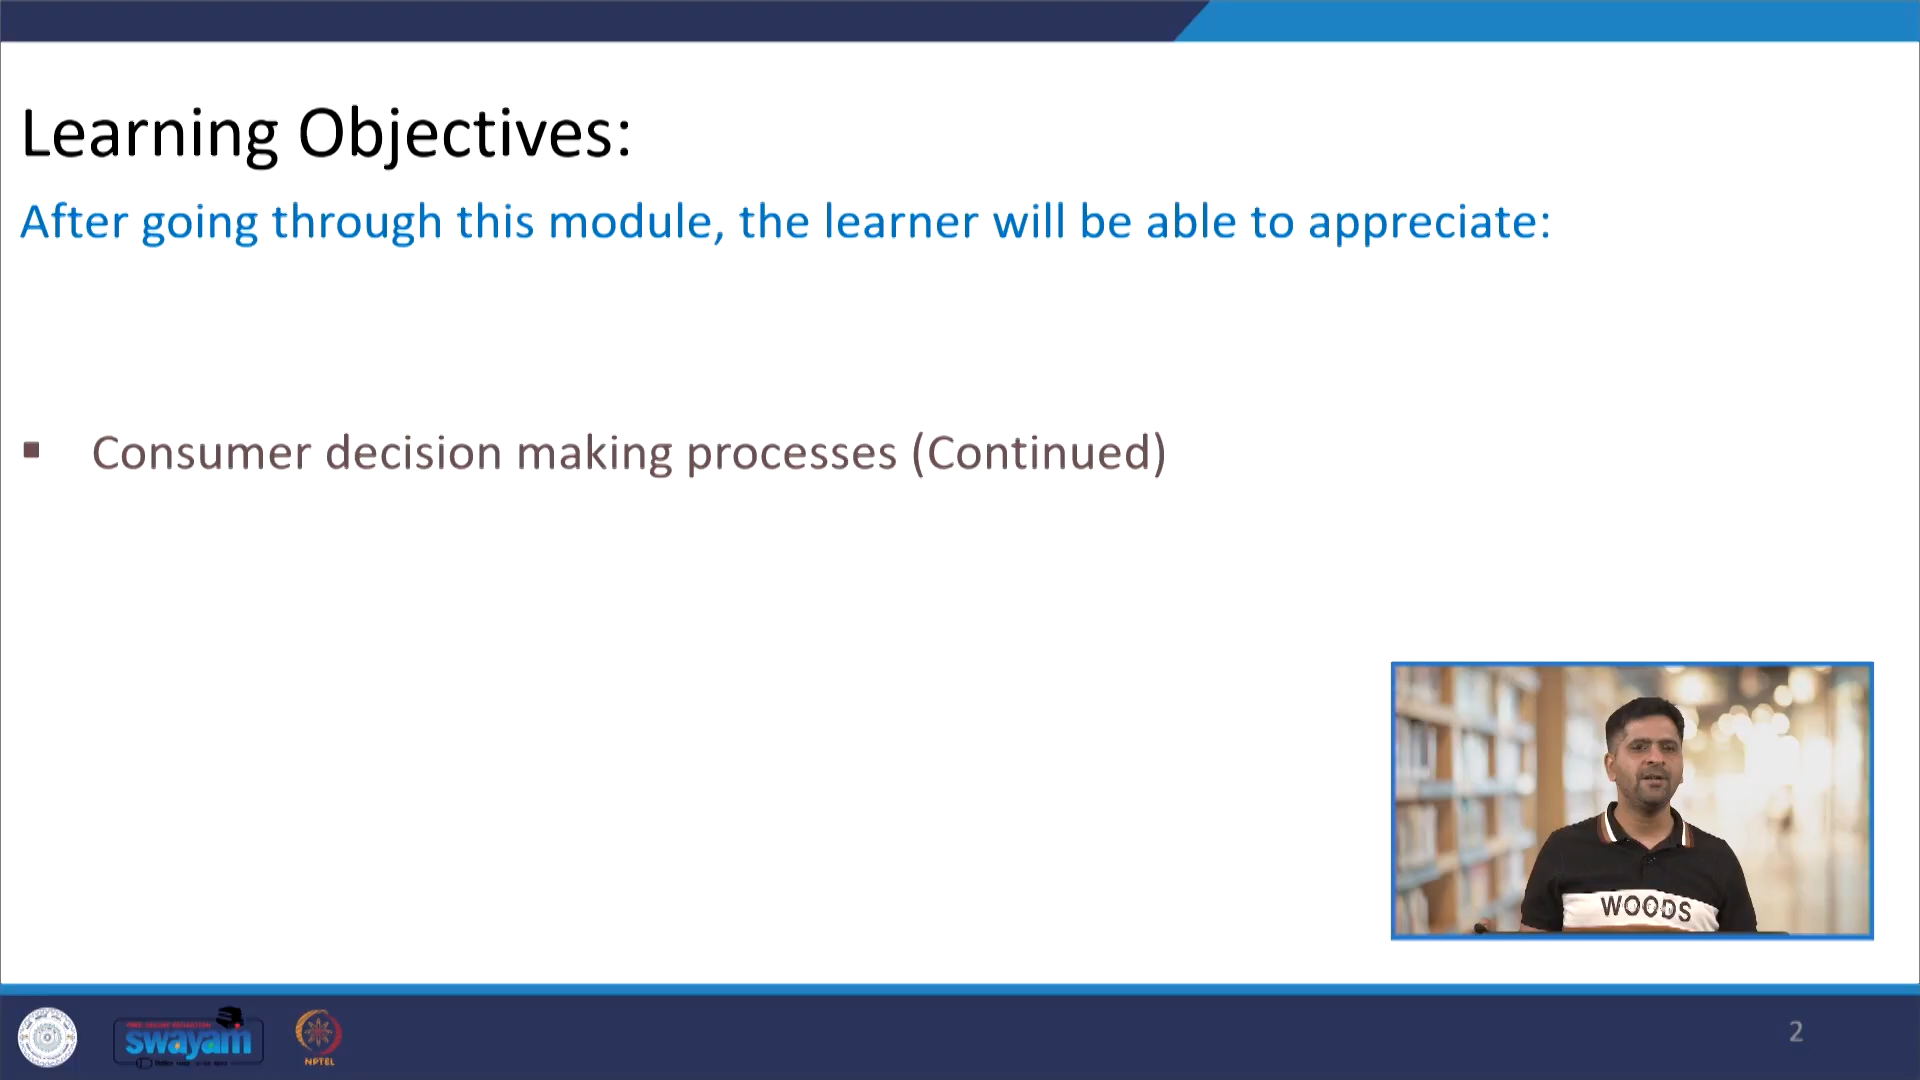 Learning Objectives:
After going through this module, the learner will be able to appreciate:
▪ Consumer decision making processes (Continued)
WOODS
swayam
NPTEL
2